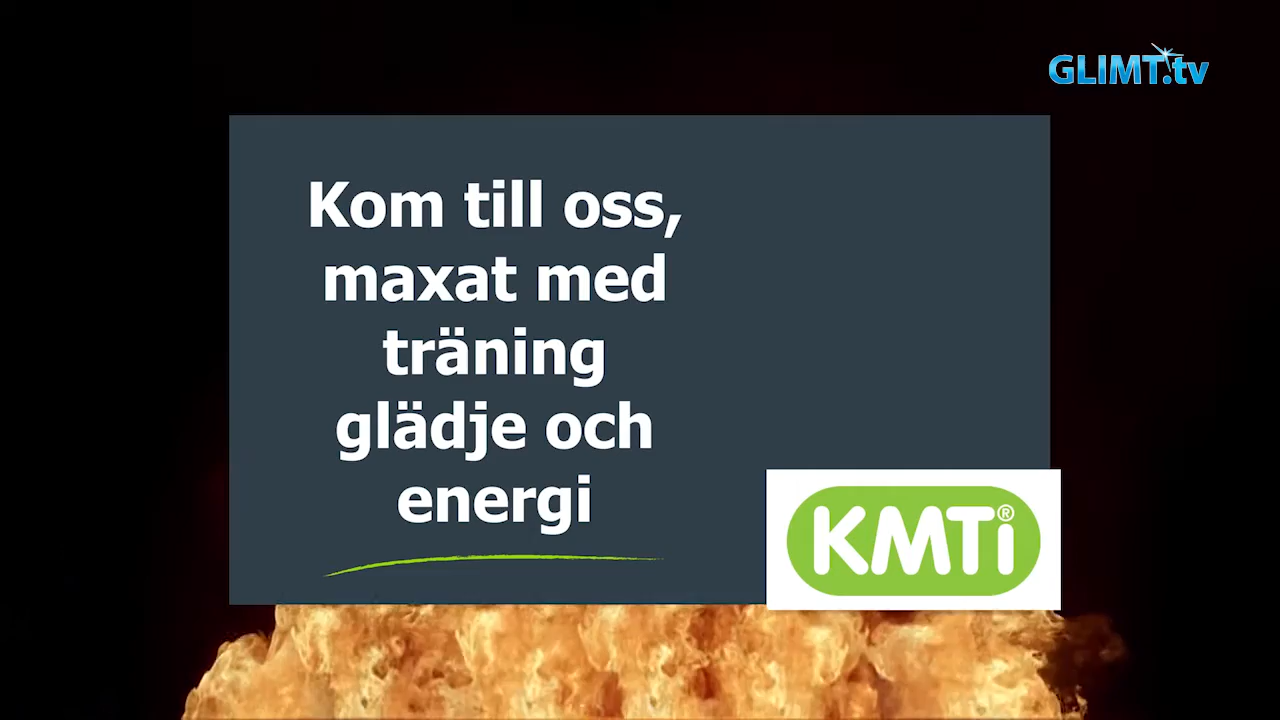 GLIMT.tv
Kom till oss,
maxat med
träning
glädje och
energi
KMTi®